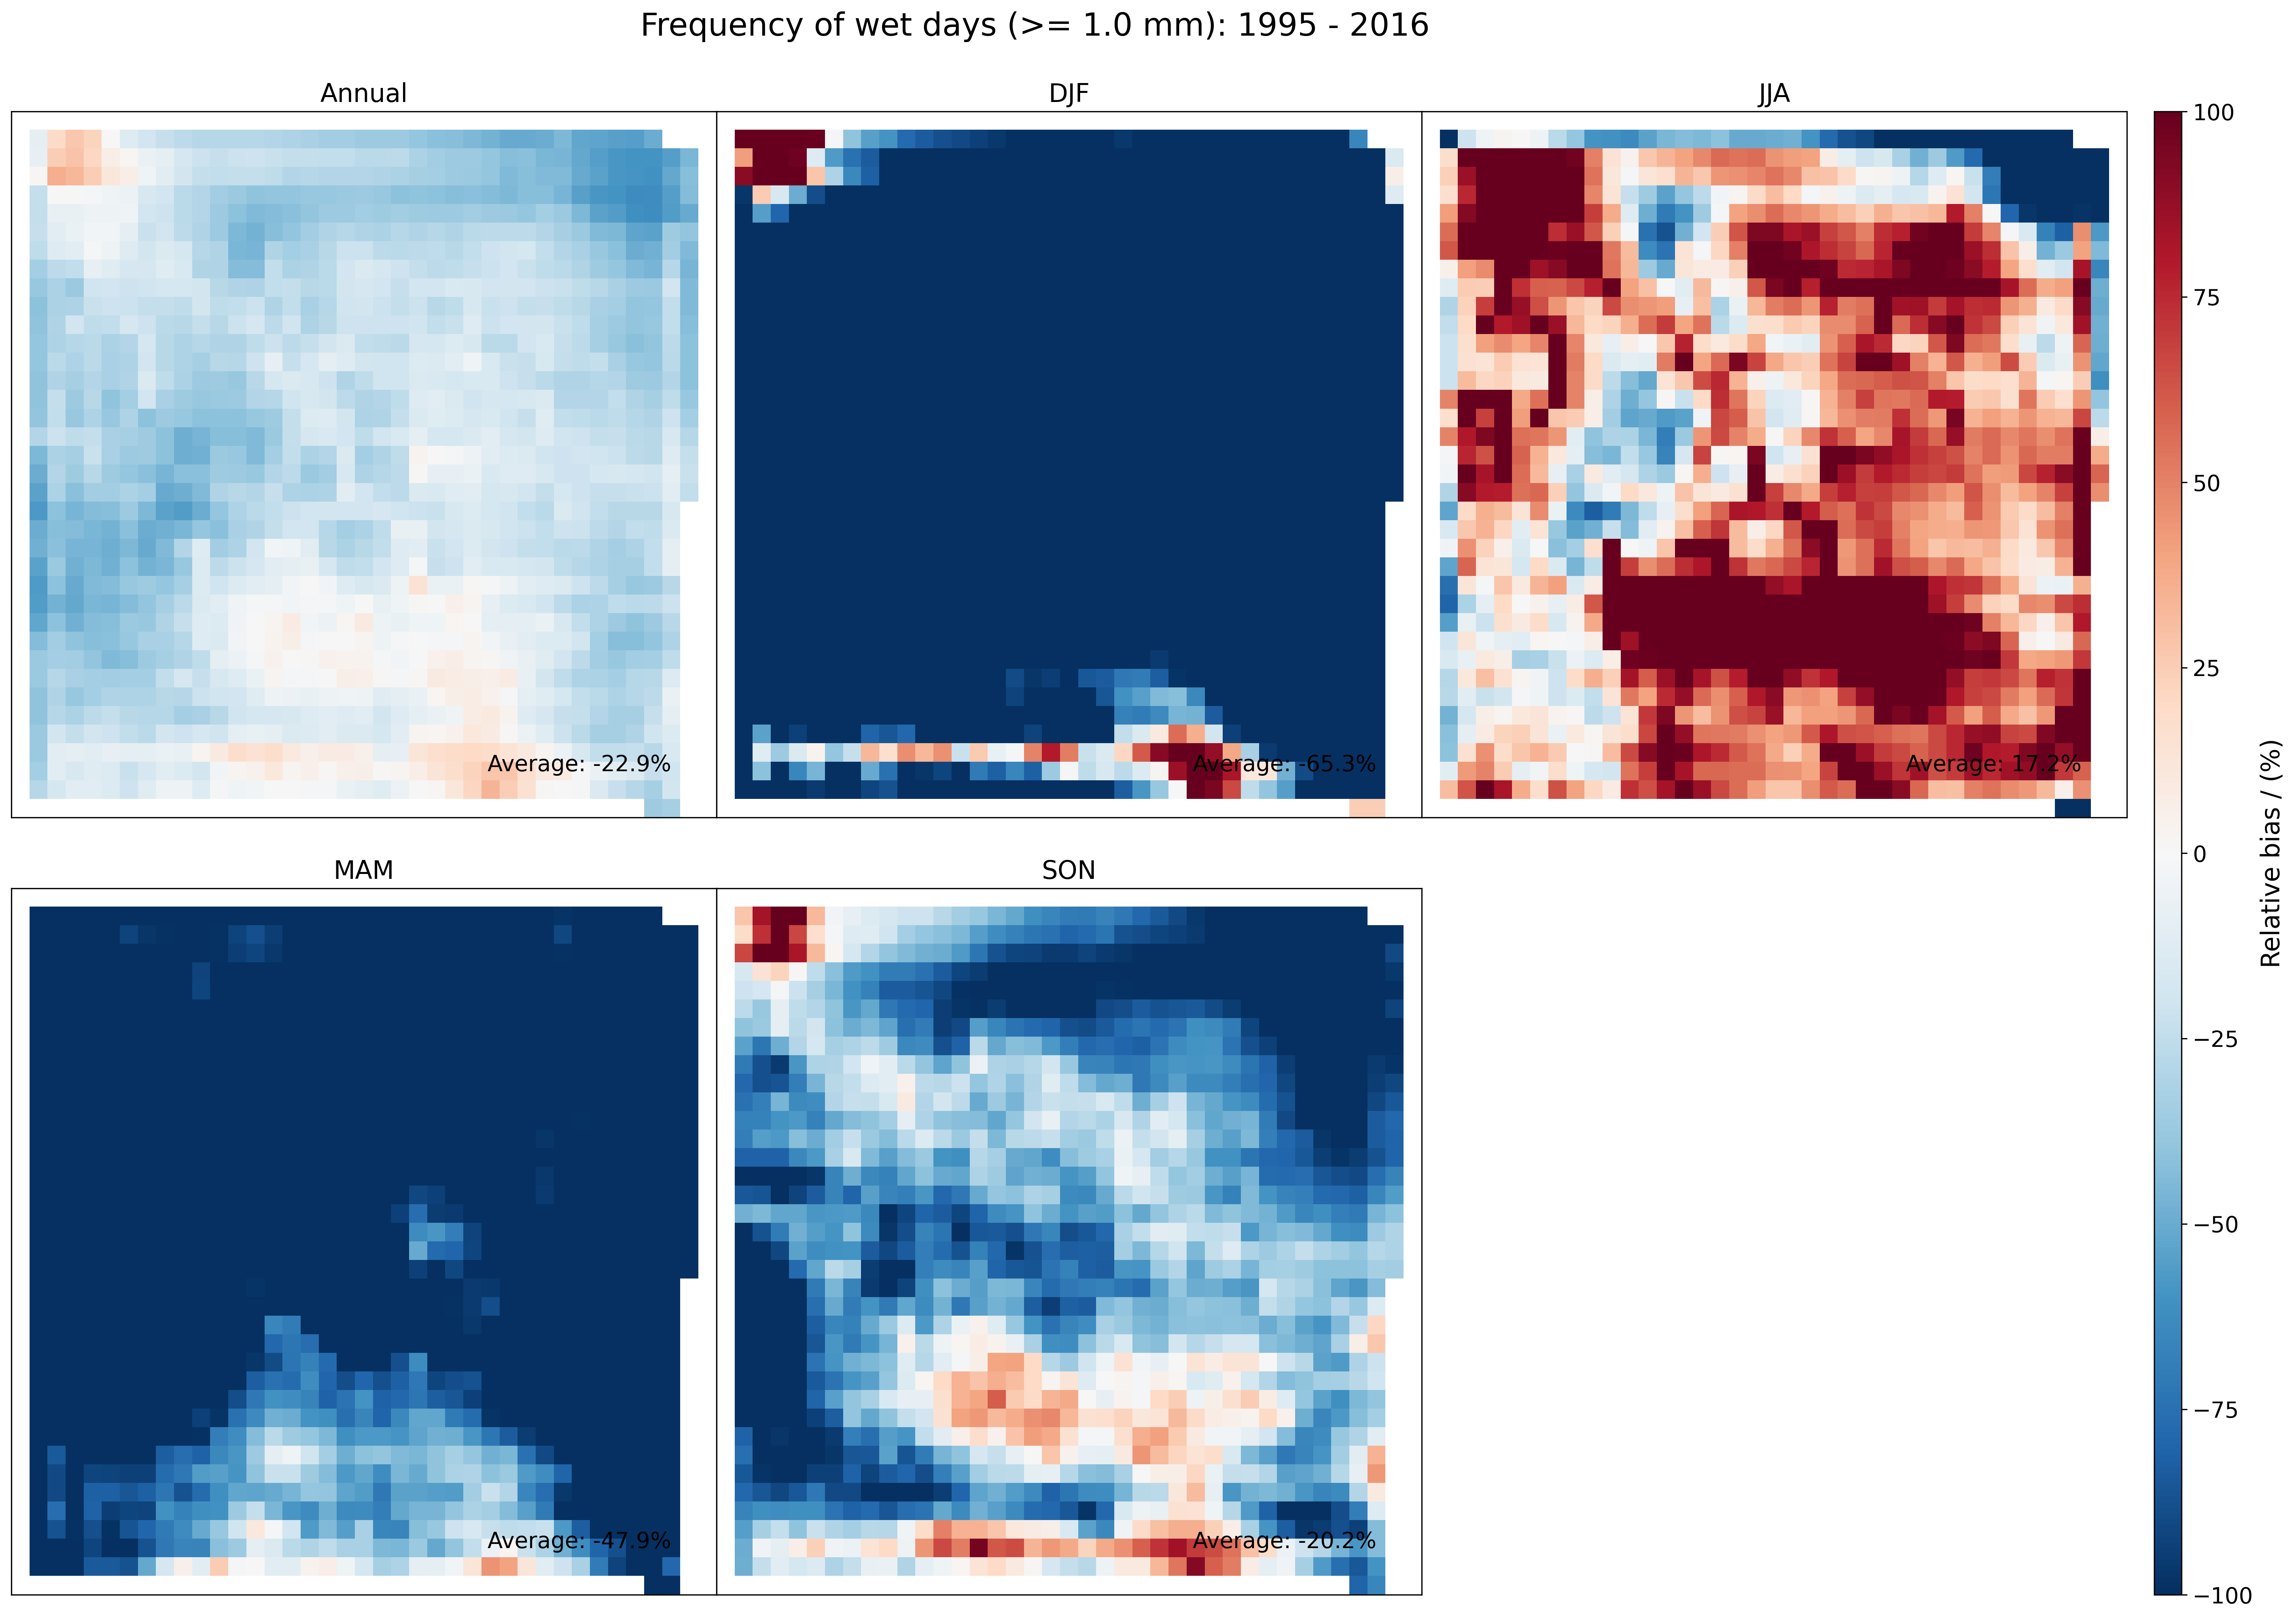 Frequency of wet days (>= 1.0 mm): 1995 - 2016
Annual
DJF
JJA
Average: -22.9%
Average: -65.3%
Average: 17.2%
MAM
SON
Average: -47.9%
Average: -20.2%
100
75
50
25
0
−25
−50
−75
−100
Relative bias / (%)